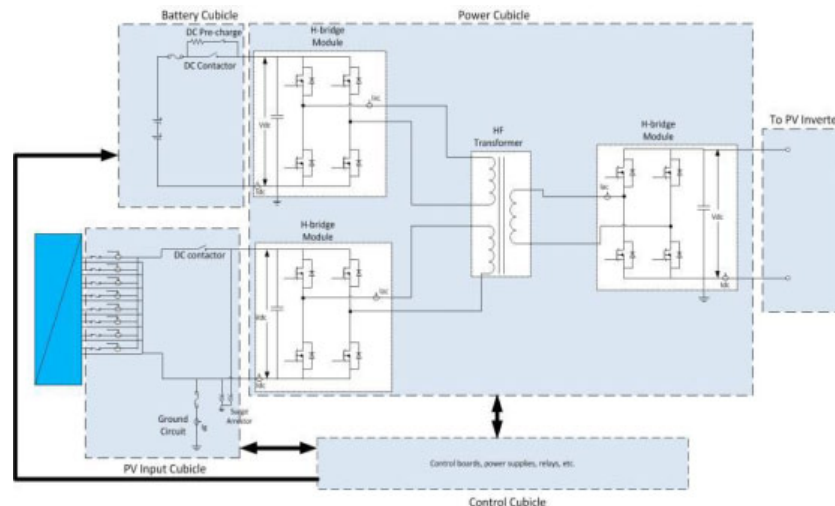 Battery Cubicle
Power Cubicle
DC Pre-charge
DC Contactor
H-bridge
Module
Iac
Vdc
Idc
HF
Transformer
To PV Inverter
H-bridge
Module
Iac
Vdc
Idc
H-bridge
Module
DC contactor
Iac
Vdc
Idc
Surge
Arrestor
Ground
Circuit
Ig
PV Input Cubicle
Control boards, power supplies, relays, etc.
Control Cubicle